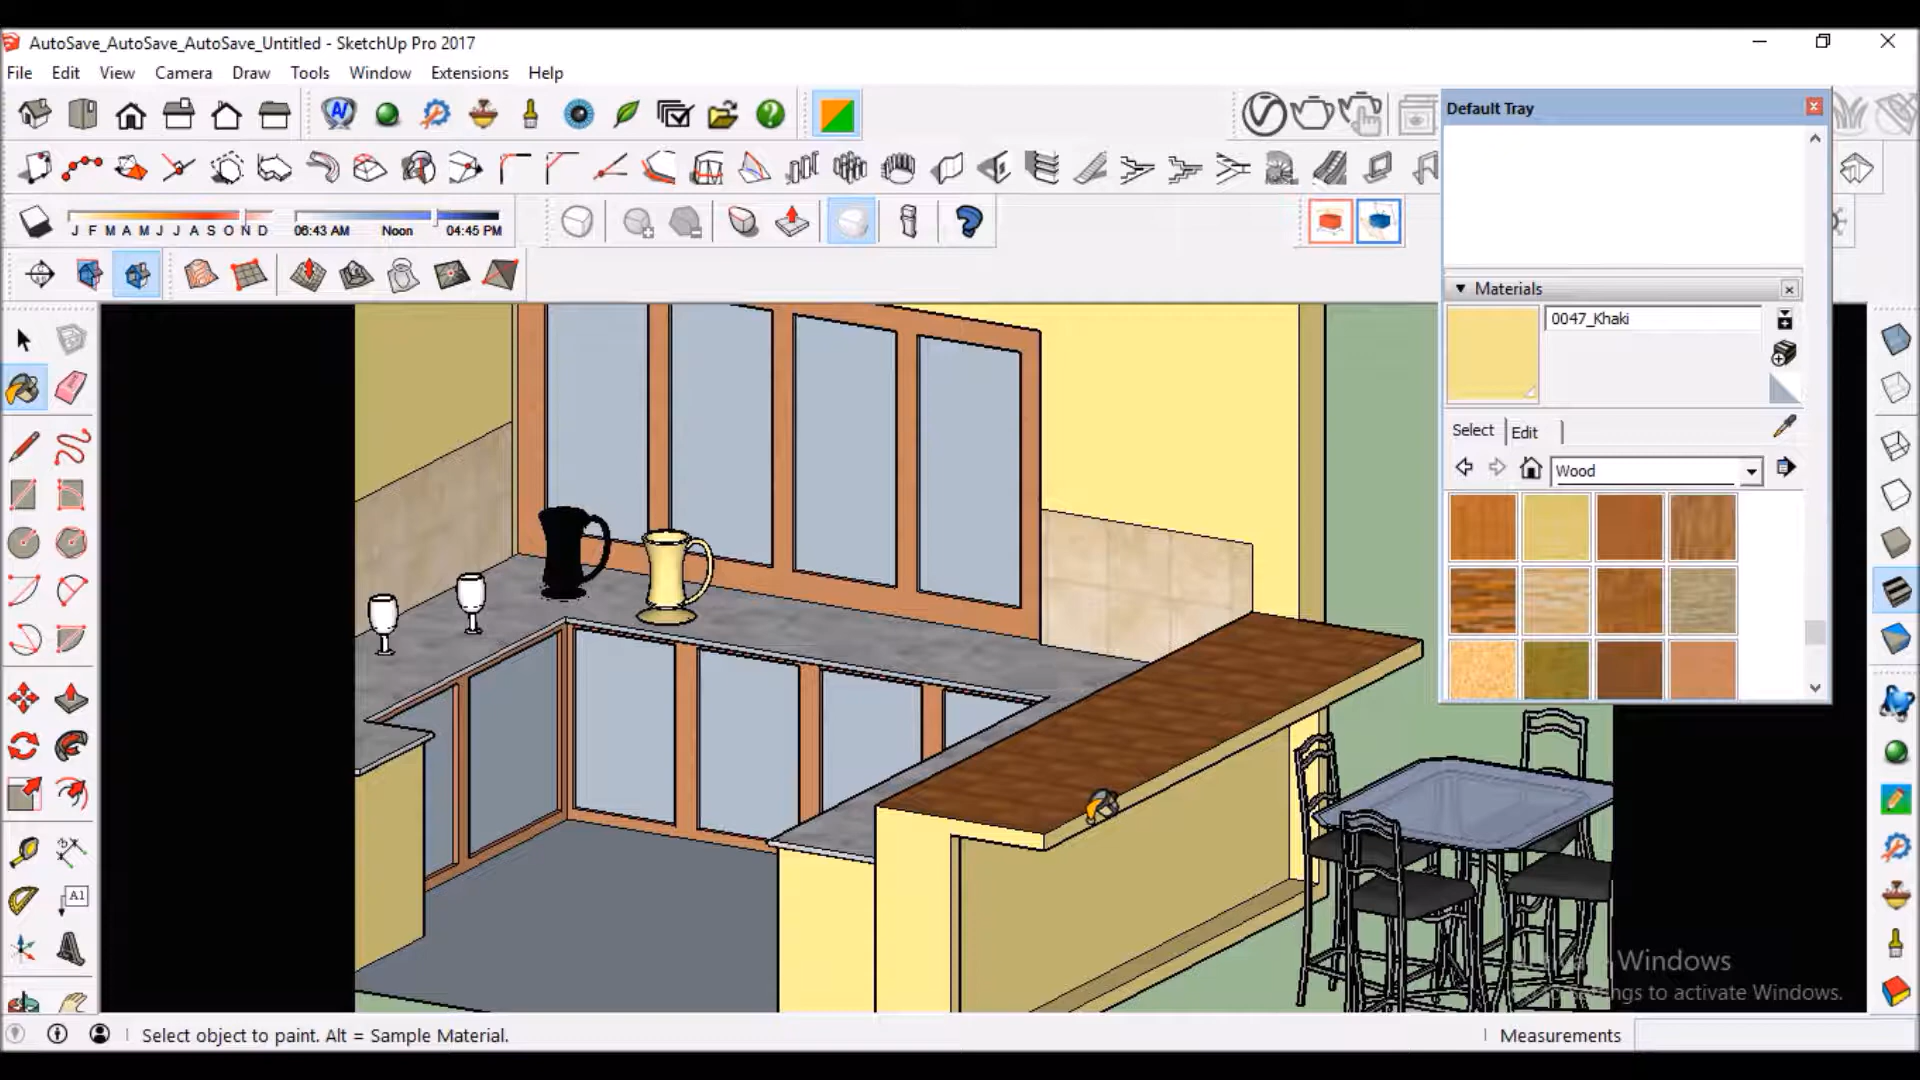 AutoSave_AutoSave_AutoSave_Untitled - SketchUp Pro 2017
File Edit View Camera Draw Tools Window Extensions Help
Default Tray
J F M A M J J A S O N D
06:43 AM Noon 04:45 PM
Materials
0047_Khaki
Select Edit
Wood
A1
Windows
ngs to activate Windows.
Select object to paint. Alt = Sample Material.
Measurements